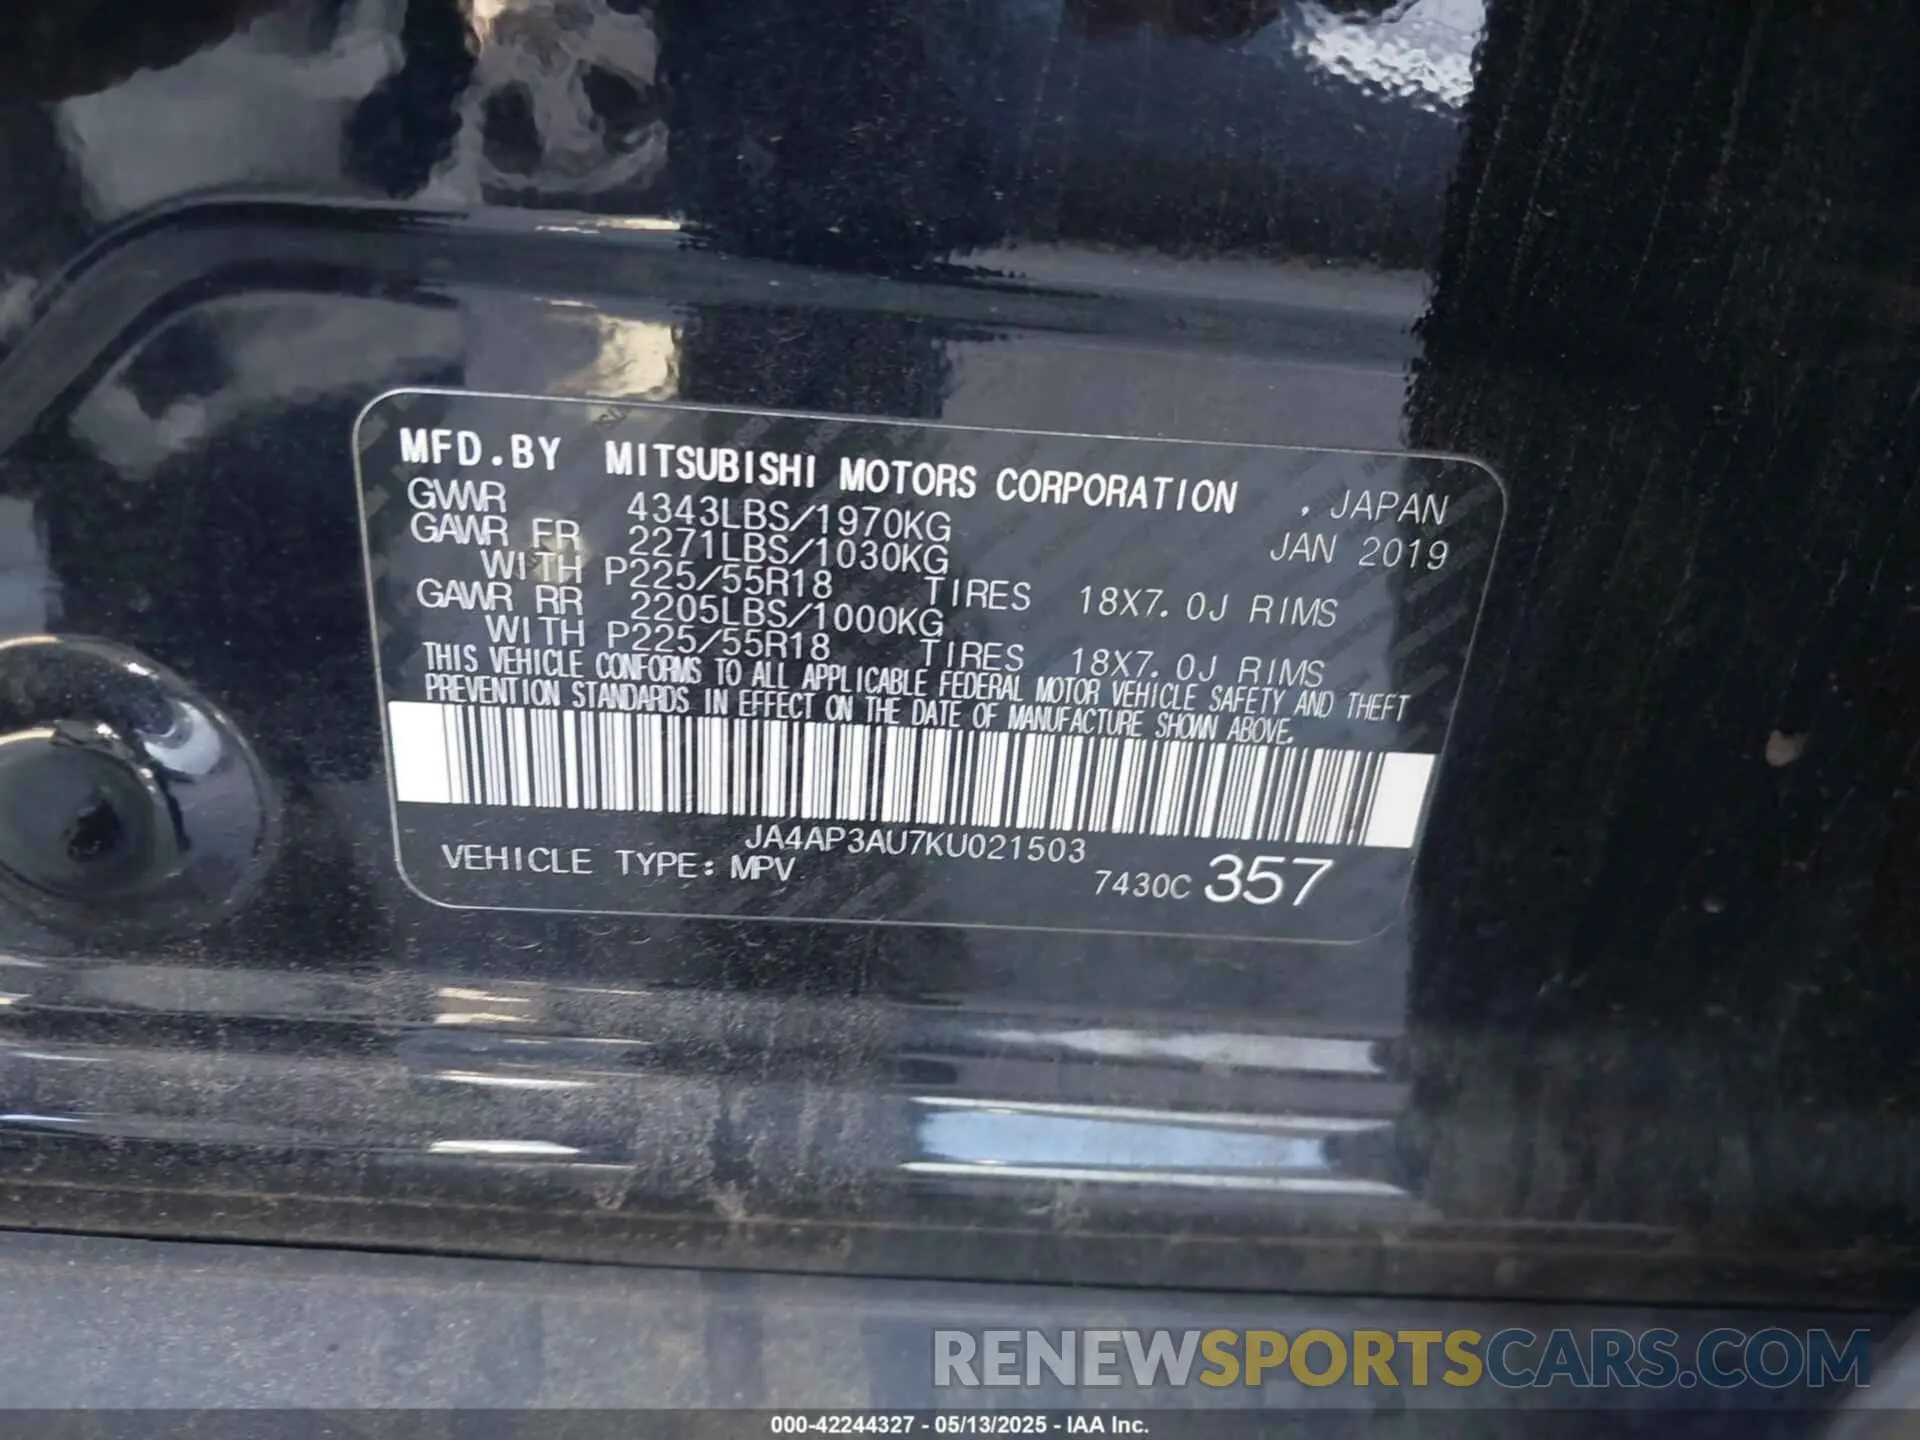 MFD.BY MITSUBISHI MOTORS CORPORATION , JAPAN
GVWR 4343LBS/1970KG JAN 2019
GAWR FR 2271LBS/1030KG
WITH P225/55R18 TIRES 18X7.0J RIMS
GAWR RR 2205LBS/1000KG
WITH P225/55R18 TIRES 18X7.0J RIMS
THIS VEHICLE CONFORMS TO ALL APPLICABLE FEDERAL MOTOR VEHICLE SAFETY AND THEFT
PREVENTION STANDARDS IN EFFECT ON THE DATE OF MANUFACTURE SHOWN ABOVE.
JA4AP3AU7KU021503
VEHICLE TYPE: MPV 7430C 357
RENEWSPORTSCARS.COM
000-42244327 - 05/13/2025 - IAA Inc.